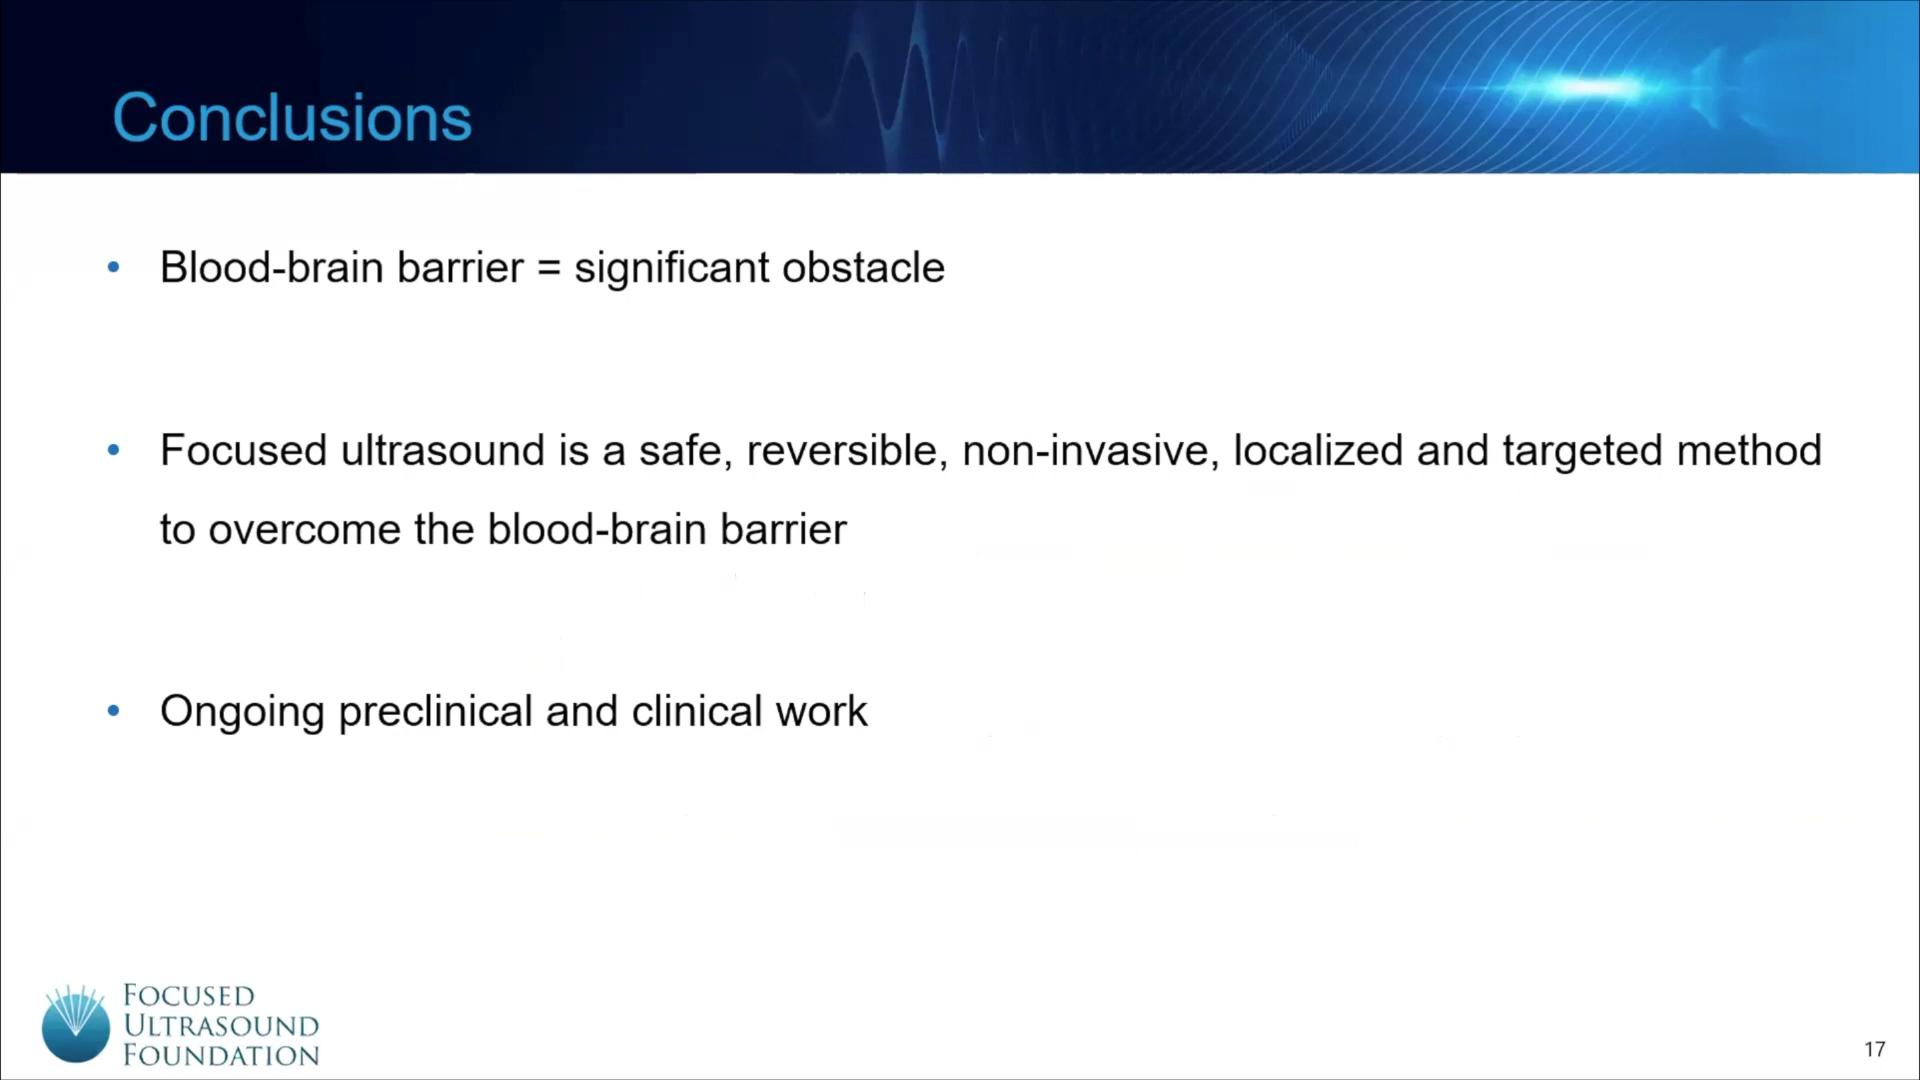 Conclusions
• Blood-brain barrier = significant obstacle
• Focused ultrasound is a safe, reversible, non-invasive, localized and targeted method
to overcome the blood-brain barrier
• Ongoing preclinical and clinical work
FOCUSED
ULTRASOUND
FOUNDATION
17